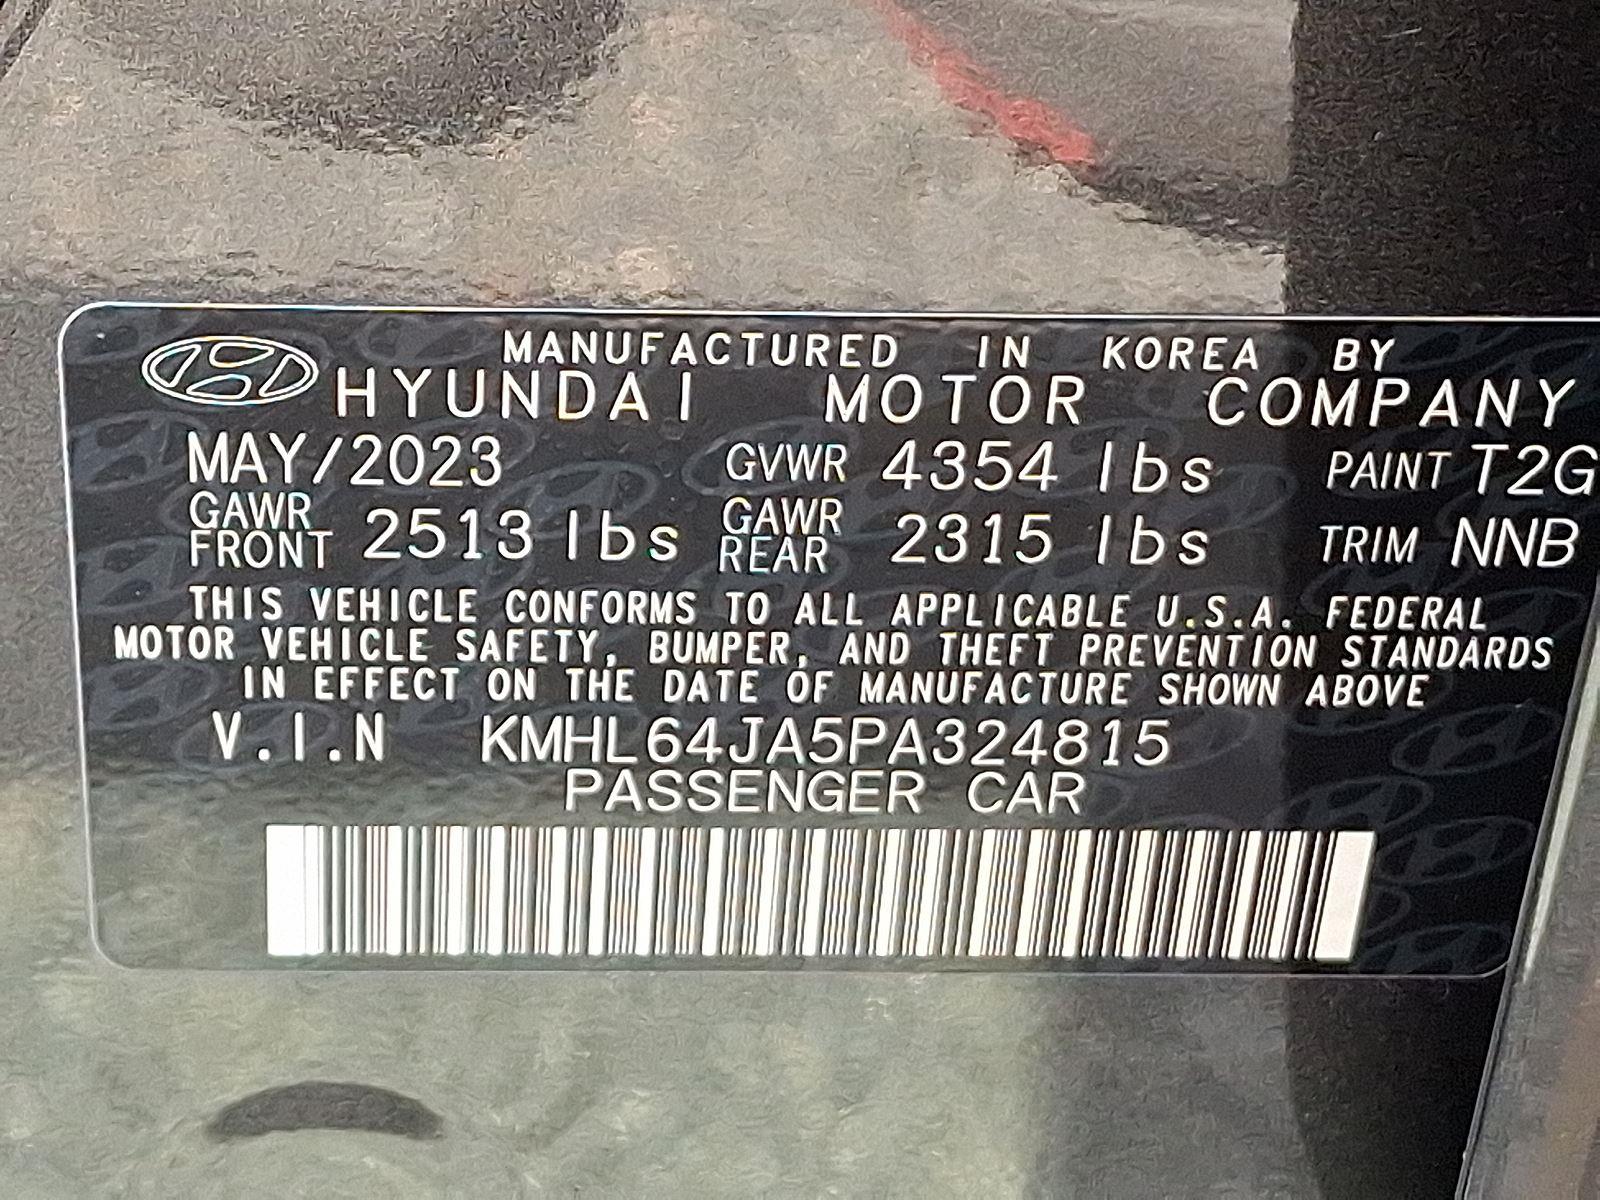 MANUFACTURED IN KOREA BY
HYUNDAI MOTOR COMPANY
MAY/2023 GVWR 4354 lbs PAINT T2G
GAWR FRONT 2513 lbs GAWR REAR 2315 lbs TRIM NNB
THIS VEHICLE CONFORMS TO ALL APPLICABLE U.S.A. FEDERAL
MOTOR VEHICLE SAFETY, BUMPER, AND THEFT PREVENTION STANDARDS
IN EFFECT ON THE DATE OF MANUFACTURE SHOWN ABOVE
V.I.N KMHL64JA5PA324815
PASSENGER CAR